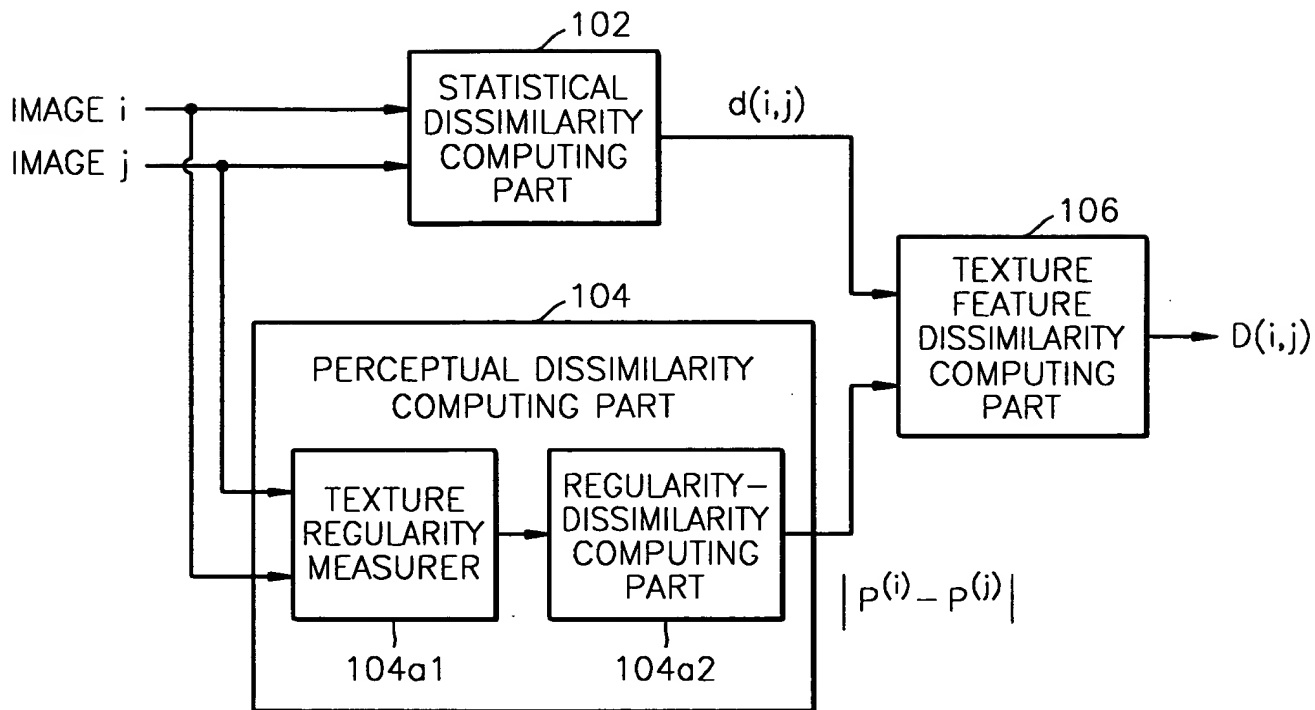 102
IMAGE i
IMAGE j
STATISTICAL
DISSIMILARITY
COMPUTING
PART
d(i,j)
106
TEXTURE
FEATURE
DISSIMILARITY
COMPUTING
PART
D(i,j)
104
PERCEPTUAL DISSIMILARITY
COMPUTING PART
TEXTURE
REGULARITY
MEASURER
REGULARITY-
DISSIMILARITY
COMPUTING
PART
|P(i) - P(j)|
104a1
104a2